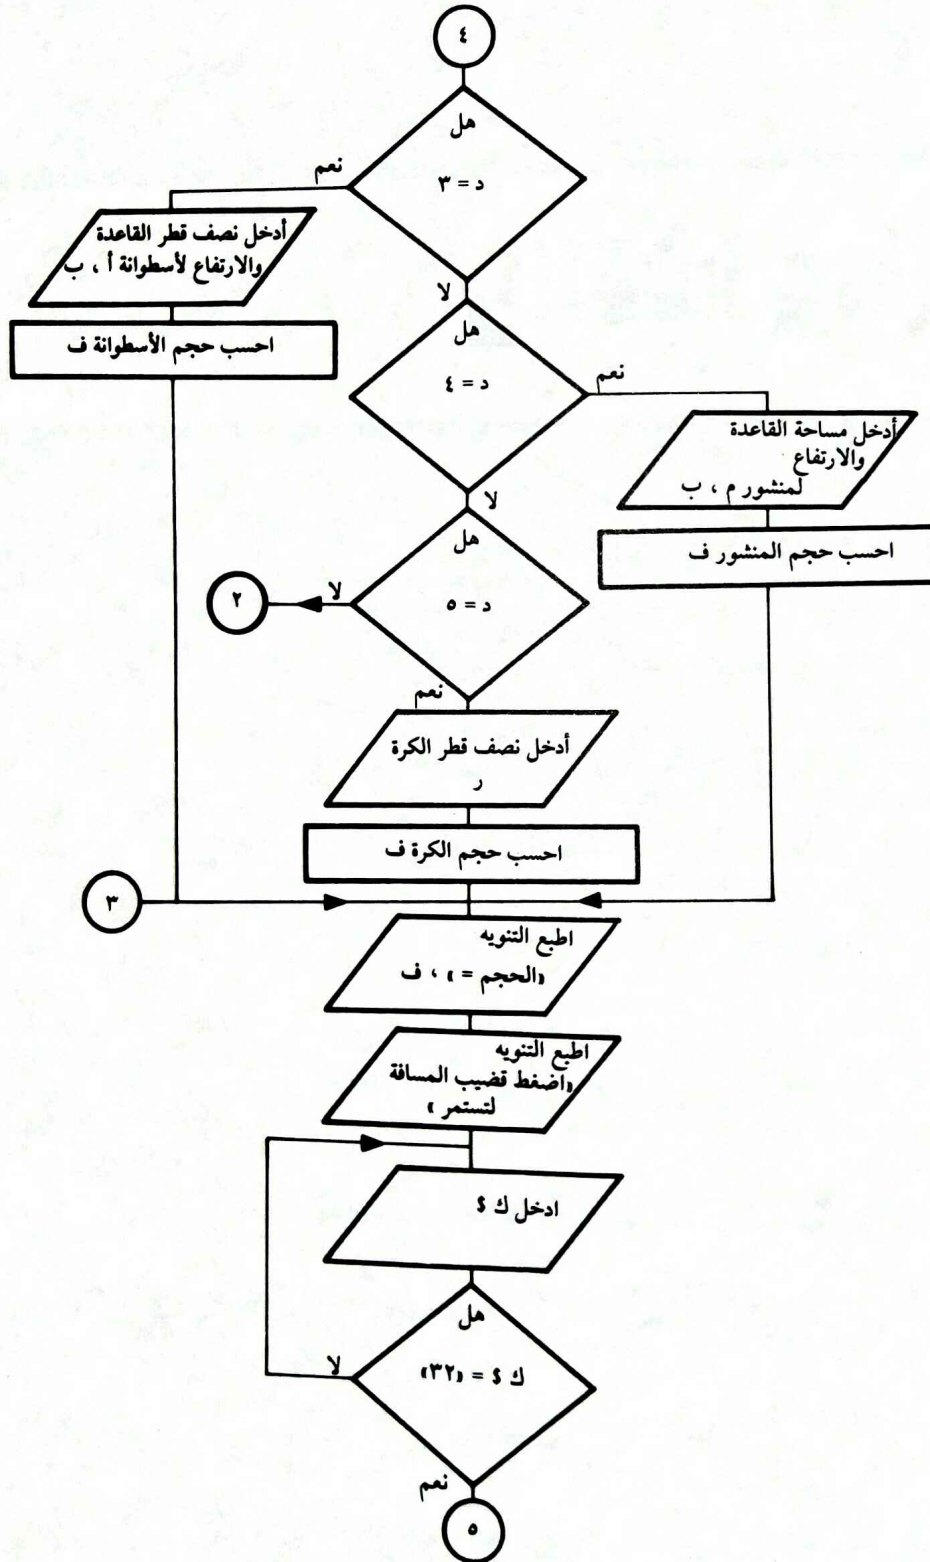 ٤
هل
د = ٣
نعم
أدخل نصف قطر القاعدة
والارتفاع لأسطوانة أ ، ب
احسب حجم الأسطوانة ف
لا
هل
د = ٤
نعم
أدخل مساحة القاعدة
والارتفاع
لمنشور م ، ب
احسب حجم المنشور ف
لا
هل
د = ٥
لا
٢
نعم
أدخل نصف قطر الكرة
ر
احسب حجم الكرة ف
٣
اطبع التنويه
«الحجم = » ، ف
اطبع التنويه
«اضغط قضيب المسافة
لتستمر »
ادخل ك $
هل
ك $ = «٣٢»
لا
نعم
٥